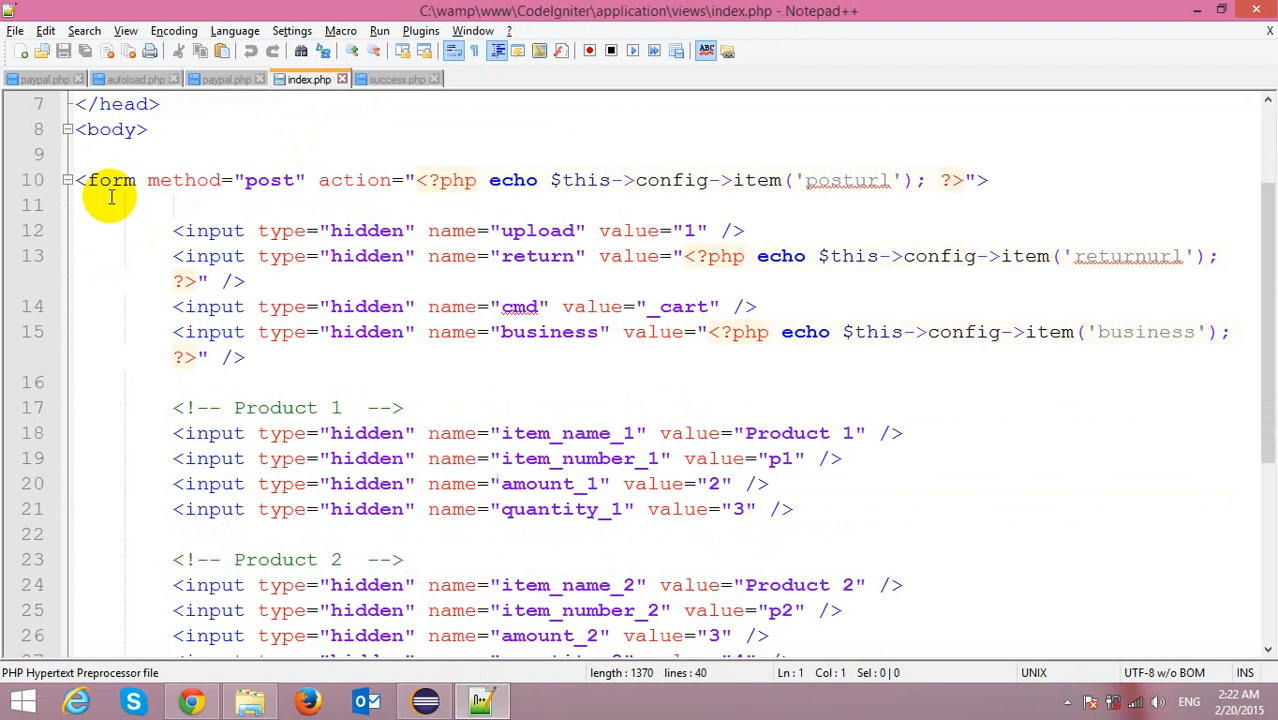 C:\wamp\www\CodeIgniter\application\views\index.php - Notepad++
File Edit Search View Encoding Language Settings Macro Run Plugins Window ? X
paypal.php autoload.php paypal.php index.php success.php
7 </head>
8 <body>
9
10 <form method="post" action="<?php echo $this->config->item('posturl'); ?>">
11
12 <input type="hidden" name="upload" value="1" />
13 <input type="hidden" name="return" value="<?php echo $this->config->item('returnurl');
?>" />
14 <input type="hidden" name="cmd" value="_cart" />
15 <input type="hidden" name="business" value="<?php echo $this->config->item('business');
?>" />
16
17 <!-- Product 1 -->
18 <input type="hidden" name="item_name_1" value="Product 1" />
19 <input type="hidden" name="item_number_1" value="p1" />
20 <input type="hidden" name="amount_1" value="2" />
21 <input type="hidden" name="quantity_1" value="3" />
22
23 <!-- Product 2 -->
24 <input type="hidden" name="item_name_2" value="Product 2" />
25 <input type="hidden" name="item_number_2" value="p2" />
26 <input type="hidden" name="amount_2" value="3" />
PHP Hypertext Preprocessor file length : 1370 lines : 40 Ln : 1 Col : 1 Sel : 0 | 0 UNIX UTF-8 w/o BOM INS
ENG 2:22 AM
2/20/2015